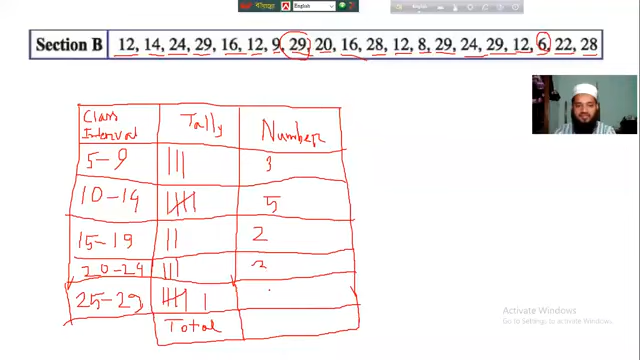 English
Section B 12, 14, 24, 29, 16, 12, 9, 29, 20, 16, 28, 12, 8, 29, 24, 29, 12, 6, 22, 28
Class Interval Tally Number
5-9 ||| 3
10-14 5
15-19 || 2
20-24 ||| 3
25-29
Total
Activate Windows
Go to Settings to activate Windows.